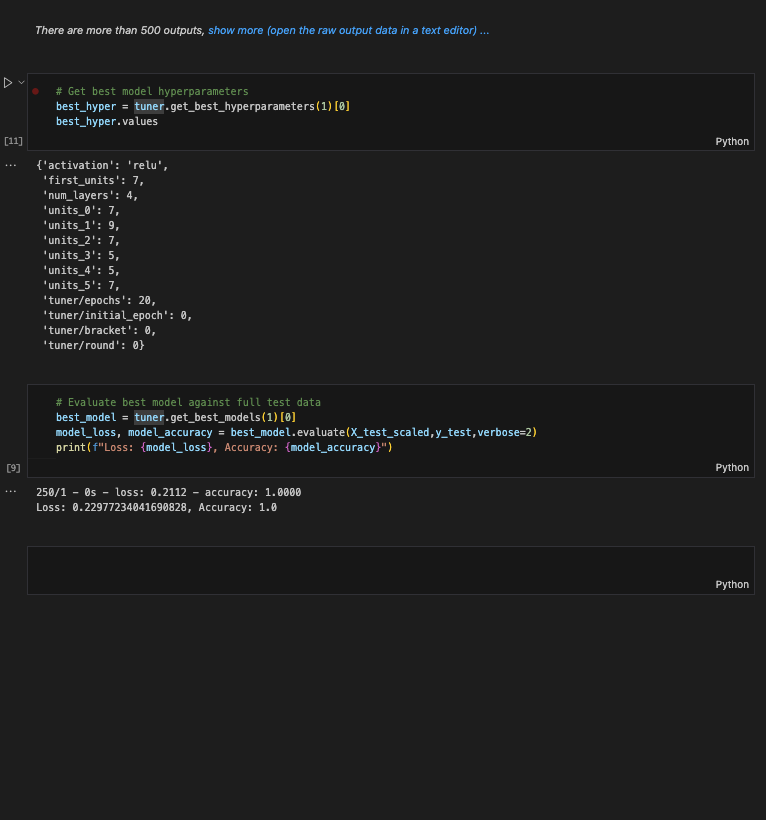 There are more than 500 outputs, show more (open the raw output data in a text editor) ...
# Get best model hyperparameters
best_hyper = tuner.get_best_hyperparameters(1)[0]
best_hyper.values
[11]
Python
... {'activation': 'relu',
'first_units': 7,
'num_layers': 4,
'units_0': 7,
'units_1': 9,
'units_2': 7,
'units_3': 5,
'units_4': 5,
'units_5': 7,
'tuner/epochs': 20,
'tuner/initial_epoch': 0,
'tuner/bracket': 0,
'tuner/round': 0}
# Evaluate best model against full test data
best_model = tuner.get_best_models(1)[0]
model_loss, model_accuracy = best_model.evaluate(X_test_scaled,y_test,verbose=2)
print(f"Loss: {model_loss}, Accuracy: {model_accuracy}")
[9]
Python
... 250/1 - 0s - loss: 0.2112 - accuracy: 1.0000
Loss: 0.22977234041690828, Accuracy: 1.0
Python